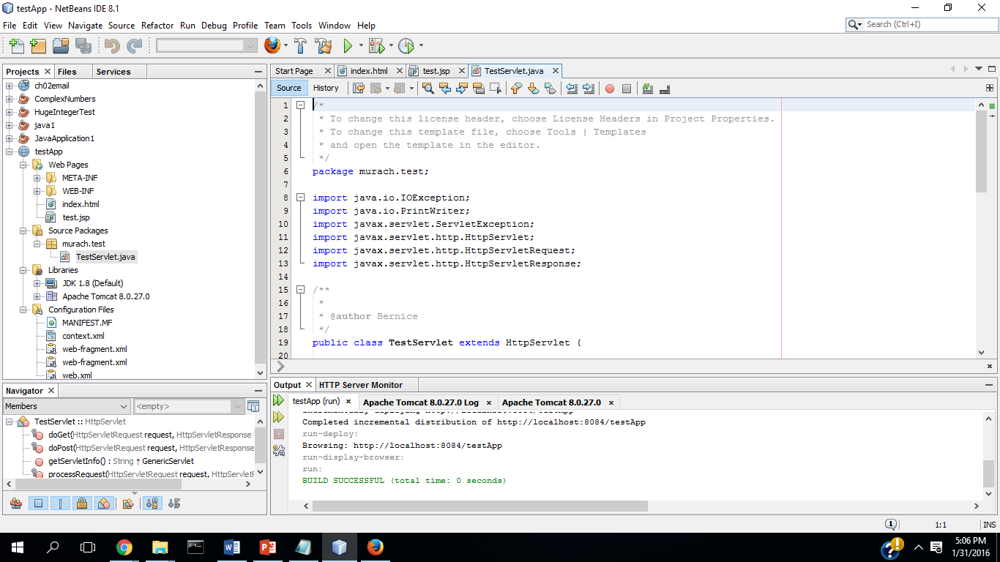 testApp - NetBeans IDE 8.1
File Edit View Navigate Source Refactor Run Debug Profile Team Tools Window Help
Search (Ctrl+I)
Projects Files Services
ch02email
ComplexNumbers
HugeIntegerTest
java1
JavaApplication1
testApp
Web Pages
META-INF
WEB-INF
index.html
test.jsp
Source Packages
murach.test
TestServlet.java
Libraries
JDK 1.8 (Default)
Apache Tomcat 8.0.27.0
Configuration Files
MANIFEST.MF
context.xml
web-fragment.xml
web-fragment.xml
web.xml
Navigator
Members <empty>
TestServlet :: HttpServlet
doGet(HttpServletRequest request, HttpServletResponse
doPost(HttpServletRequest request, HttpServletResponse
getServletInfo() : String ↑ GenericServlet
processRequest(HttpServletRequest request, HttpServletR
Start Page index.html test.jsp TestServlet.java
Source History
1 /*
2 * To change this license header, choose License Headers in Project Properties.
3 * To change this template file, choose Tools | Templates
4 * and open the template in the editor.
5 */
6 package murach.test;
7
8 import java.io.IOException;
9 import java.io.PrintWriter;
10 import javax.servlet.ServletException;
11 import javax.servlet.http.HttpServlet;
12 import javax.servlet.http.HttpServletRequest;
13 import javax.servlet.http.HttpServletResponse;
14
15 /**
16 *
17 * @author Bernice
18 */
19 public class TestServlet extends HttpServlet {
20
Output HTTP Server Monitor
testApp (run) Apache Tomcat 8.0.27.0 Log Apache Tomcat 8.0.27.0
Completed incremental distribution of http://localhost:8084/testApp
run-deploy:
Browsing: http://localhost:8084/testApp
run-display-browser:
run:
BUILD SUCCESSFUL (total time: 0 seconds)
1 1:1 INS
5:06 PM
1/31/2016